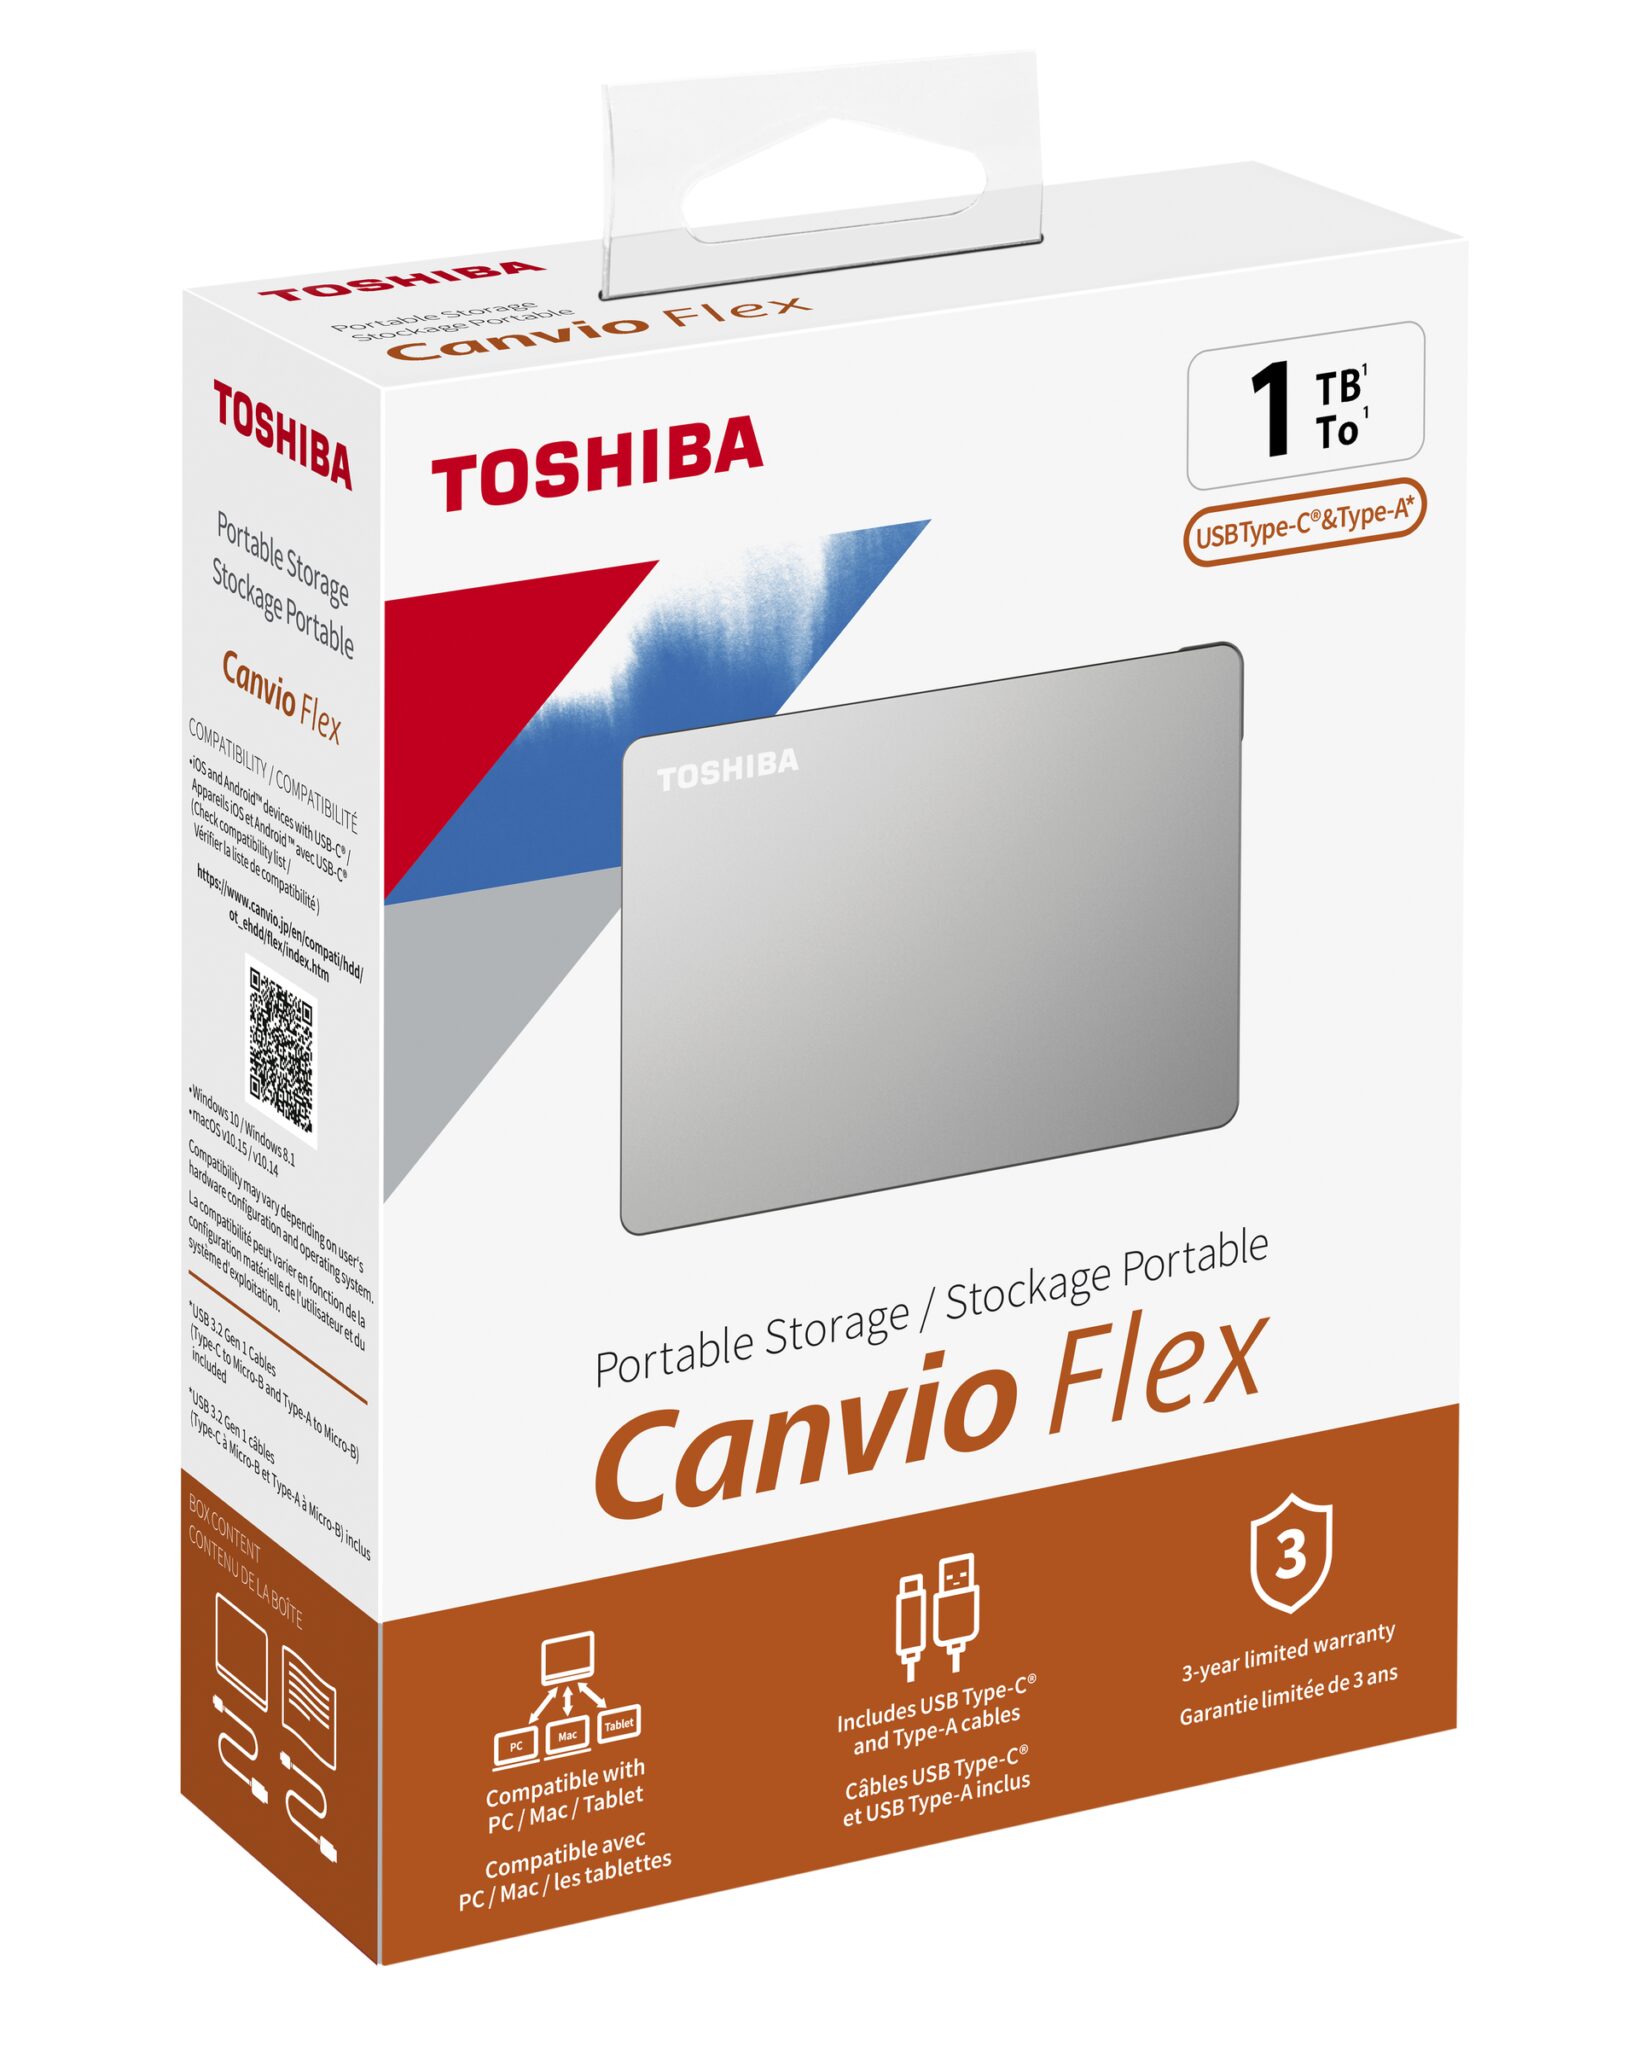 TOSHIBA
Portable Storage
Stockage Portable
Canvio Flex
TOSHIBA
Portable Storage
Stockage Portable
Canvio Flex
COMPATIBILITY / COMPATIBILITÉ
•iOS and Android™ devices with USB-C® /
Appareils iOS et Android™ avec USB-C®
(Check compatibility list /
Vérifier la liste de compatibilité)
https://www.canvio.jp/en/compati/hdd/
ot_ehdd/flex/index.htm
•Windows 10 / Windows 8.1
•macOS v10.15 / v10.14
Compatibility may vary depending on user's
hardware configuration and operating system.
La compatibilité peut varier en fonction de la
configuration matérielle de l'utilisateur et du
système d'exploitation.
*USB 3.2 Gen 1 Cables
(Type-C to Micro-B and Type-A to Micro-B)
included
*USB 3.2 Gen 1 câbles
(Type-C à Micro-B et Type-A à Micro-B) inclus
BOX CONTENT
CONTENU DE LA BOÎTE
TOSHIBA
1 TB¹
To¹
USB Type-C®&Type-A*
TOSHIBA
Portable Storage / Stockage Portable
Canvio Flex
PC
Mac
Tablet
Compatible with
PC / Mac / Tablet
Compatible avec
PC / Mac / les tablettes
Includes USB Type-C®
and Type-A cables
Câbles USB Type-C®
et USB Type-A inclus
3
3-year limited warranty
Garantie limitée de 3 ans